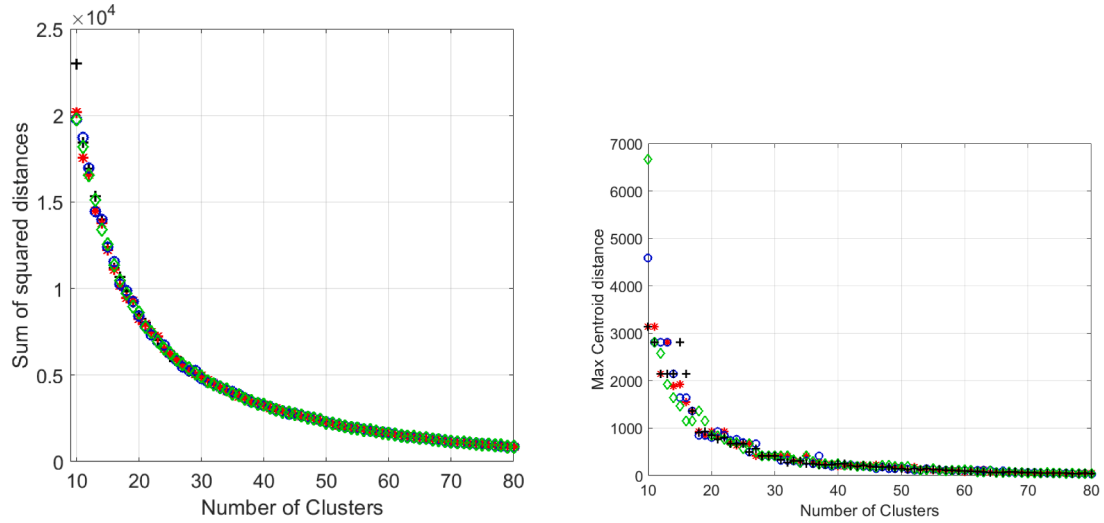 ×10⁴
2.5
2
1.5
1
0.5
0
10 20 30 40 50 60 70 80
Number of Clusters
Sum of squared distances
7000
6000
5000
4000
3000
2000
1000
0
10 20 30 40 50 60 70 80
Number of Clusters
Max Centroid distance